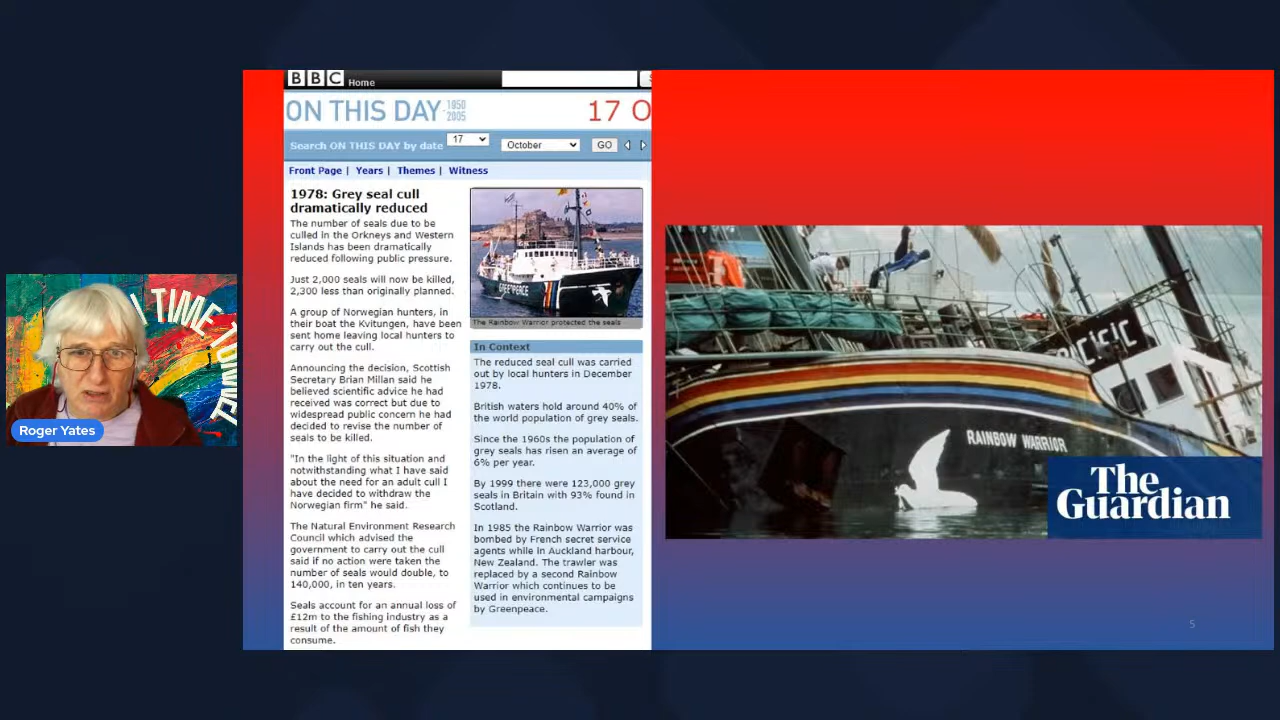 BBC Home
ON THIS DAY 1950 2005
17 O
Search ON THIS DAY by date
17
October
GO
Front Page | Years | Themes | Witness
1978: Grey seal cull
dramatically reduced
The number of seals due to be
culled in the Orkneys and Western
Islands has been dramatically
reduced following public pressure.
Just 2,000 seals will now be killed,
2,300 less than originally planned.
A group of Norwegian hunters, in
their boat the Kvitungen, have been
sent home leaving local hunters to
carry out the cull.
Announcing the decision, Scottish
Secretary Brian Millan said he
believed scientific advice he had
received was correct but due to
widespread public concern he had
decided to revise the number of
seals to be killed.
"In the light of this situation and
notwithstanding what I have said
about the need for an adult cull I
have decided to withdraw the
Norwegian firm" he said.
The Natural Environment Research
Council which advised the
government to carry out the cull
said if no action were taken the
number of seals would double, to
140,000, in ten years.
Seals account for an annual loss of
£12m to the fishing industry as a
result of the amount of fish they
consume.
GREENPEACE
The Rainbow Warrior protected the seals
In Context
The reduced seal cull was carried
out by local hunters in December
1978.
British waters hold around 40% of
the world population of grey seals.
Since the 1960s the population of
grey seals has risen an average of
6% per year.
By 1999 there were 123,000 grey
seals in Britain with 93% found in
Scotland.
In 1985 the Rainbow Warrior was
bombed by French secret service
agents while in Auckland harbour,
New Zealand. The trawler was
replaced by a second Rainbow
Warrior which continues to be
used in environmental campaigns
by Greenpeace.
RAINBOW WARRIOR
The
Guardian
5
TIME
Roger Yates